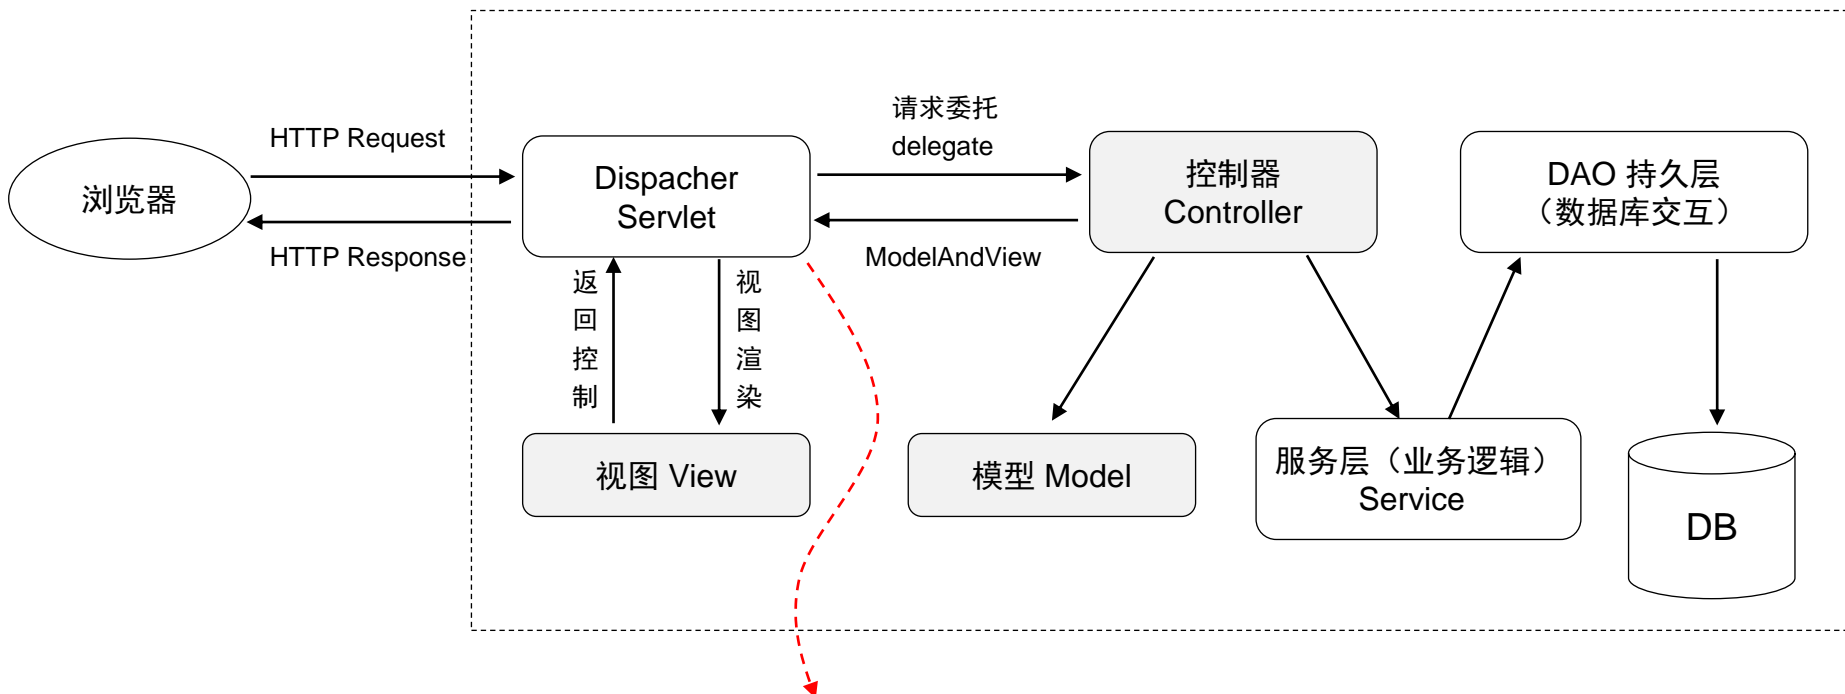 浏览器
HTTP Request
HTTP Response
Dispacher
Servlet
请求委托
delegate
ModelAndView
控制器
Controller
DAO 持久层
（数据库交互）
返回控制
视图渲染
视图 View
模型 Model
服务层（业务逻辑）
Service
DB